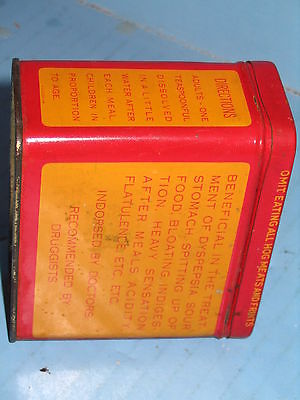 DIRECTIONS
ADULTS - ONE
TEASPOONFUL
DISSOLVED
IN A LITTLE
WATER AFTER
EACH MEAL
CHILDREN IN
PROPORTION
TO AGE.
OMIT EATING ALL HOG MEATS AND FRUITS
BENEFICIAL IN THE TREAT-
MENT OF DYSPEPSIA, SOUR
STOMACH, SPITTING UP OF
FOOD, BLOATING, INDIGES-
TION, HEAVY SENSATION
AFTER MEALS, ACIDITY
FLATULENCE, ETC. ETC.
INDORSED BY DOCTORS
RECOMMENDED BY
DRUGGISTS